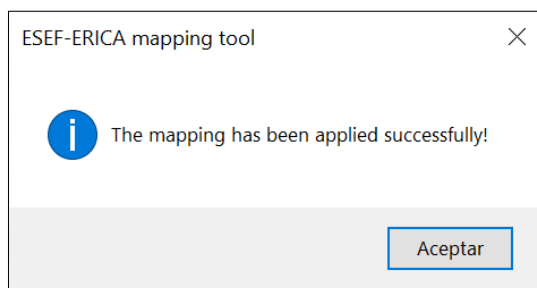 ESEF-ERICA mapping tool
The mapping has been applied successfully!
Aceptar